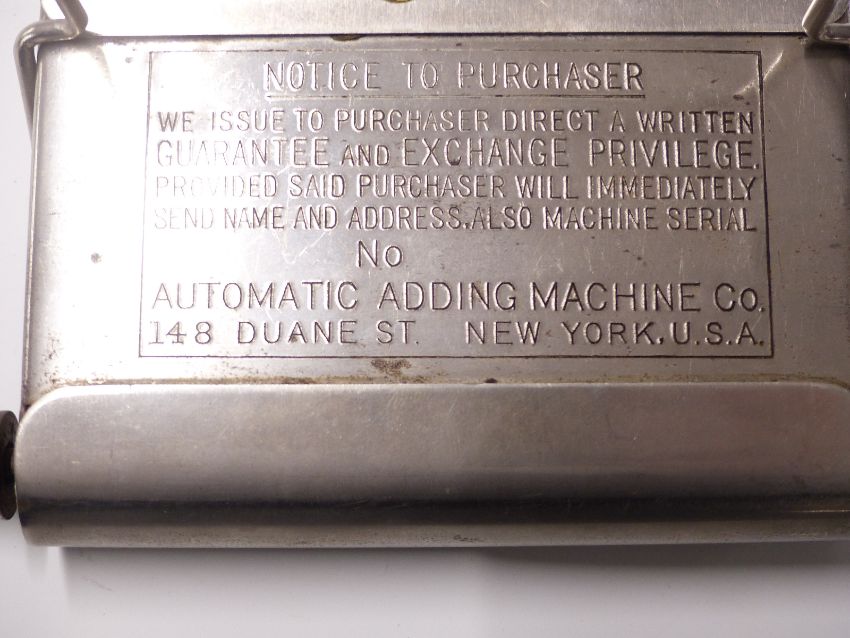 NOTICE TO PURCHASER
WE ISSUE TO PURCHASER DIRECT A WRITTEN
GUARANTEE AND EXCHANGE PRIVILEGE.
PROVIDED SAID PURCHASER WILL IMMEDIATELY
SEND NAME AND ADDRESS. ALSO MACHINE SERIAL
No
AUTOMATIC ADDING MACHINE Co.
148 DUANE ST. NEW YORK. U.S.A.